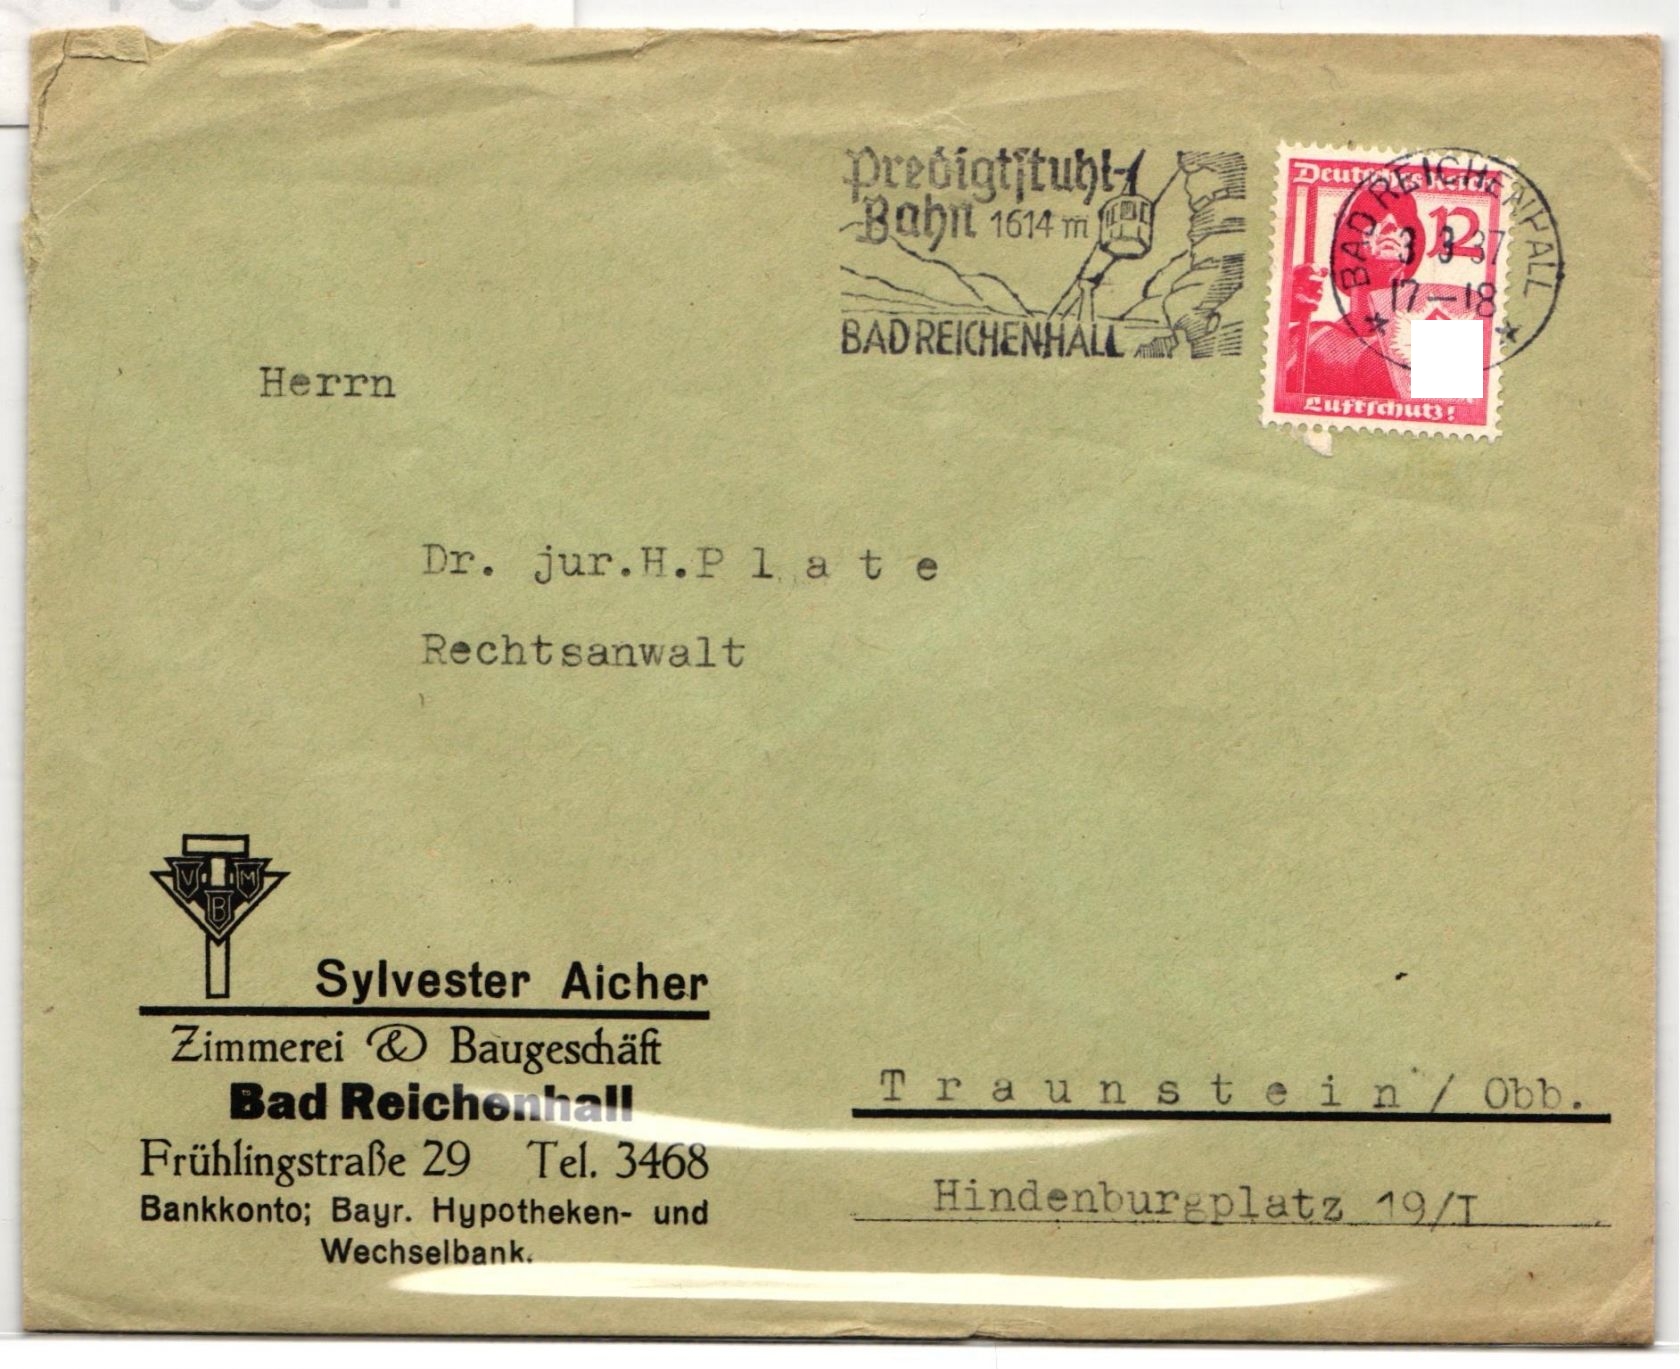 Predigtstuhl-
Bahn 1614 m
BAD REICHENHALL
Deutsches Reich
12
Luftschutz!
BAD REICHENHALL
3 3 37
17–18
Herrn
Dr. jur.H.P l a t e
Rechtsanwalt
V M
B
Sylvester Aicher
Zimmerei & Baugeschäft
Bad Reichenhall
Frühlingstraße 29 Tel. 3468
Bankkonto; Bayr. Hypotheken- und
Wechselbank.
T r a u n s t e i n / Obb.
Hindenburgplatz 19/I